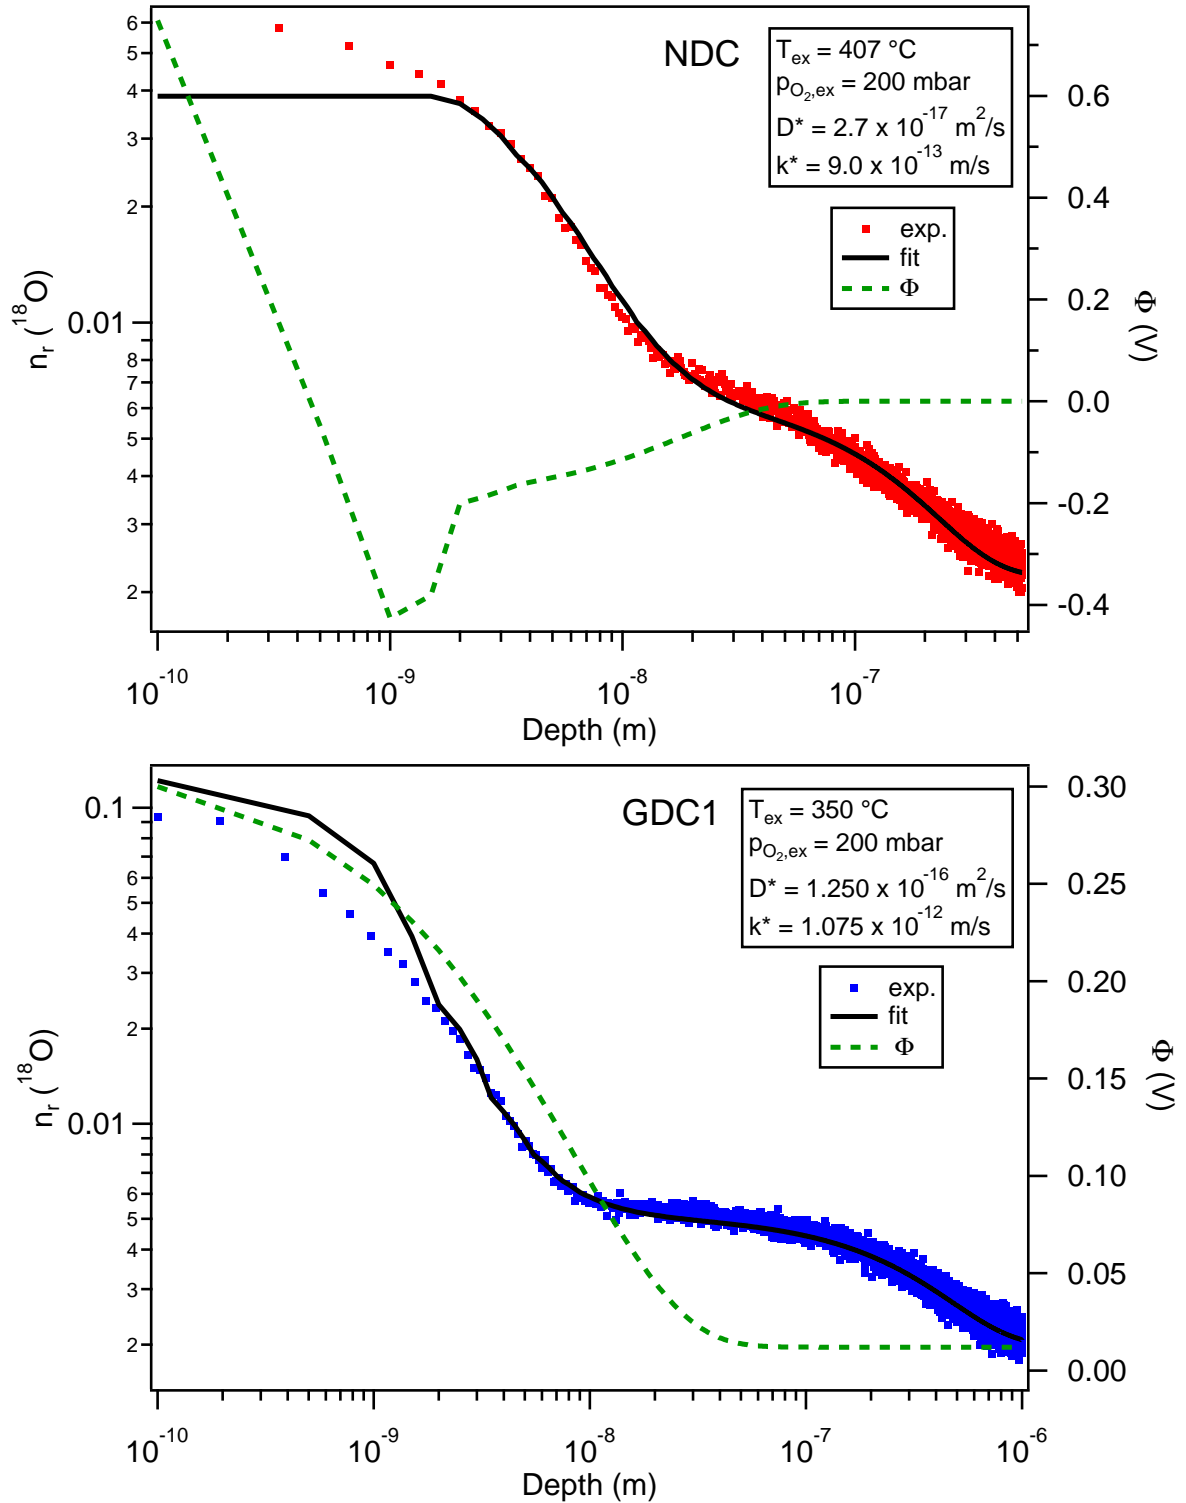 NDC
T_ex = 407 °C
p_O₂,ex = 200 mbar
D* = 2.7 x 10⁻¹⁷ m²/s
k* = 9.0 x 10⁻¹³ m/s
exp.
fit
Φ
6
5
4
3
2
0.01
8
7
6
5
4
3
2
n_r (¹⁸O)
0.6
0.4
0.2
0.0
-0.2
-0.4
Φ (V)
10⁻¹⁰ 10⁻⁹ 10⁻⁸ 10⁻⁷
Depth (m)
GDC1
T_ex = 350 °C
p_O₂,ex = 200 mbar
D* = 1.250 x 10⁻¹⁶ m²/s
k* = 1.075 x 10⁻¹² m/s
exp.
fit
Φ
0.1
6
5
4
3
2
0.01
6
5
4
3
2
n_r (¹⁸O)
0.30
0.25
0.20
0.15
0.10
0.05
0.00
Φ (V)
10⁻¹⁰ 10⁻⁹ 10⁻⁸ 10⁻⁷ 10⁻⁶
Depth (m)